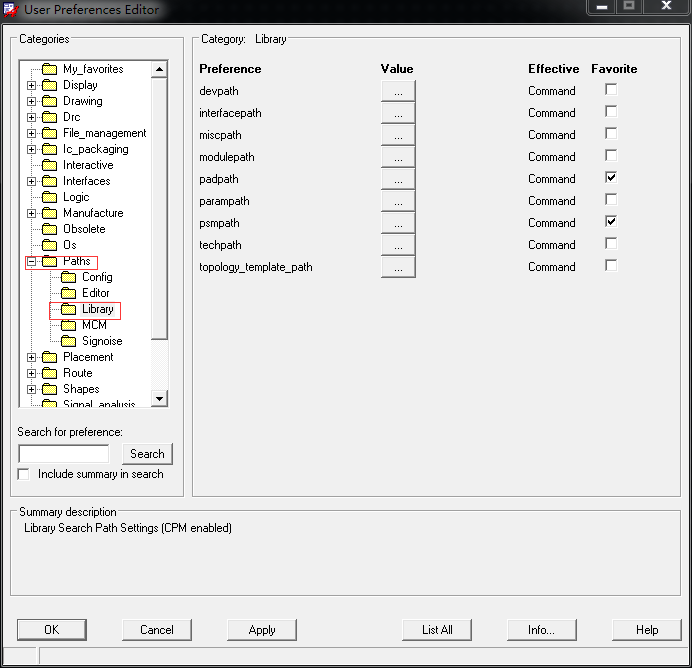 User Preferences Editor
Categories
My_favorites
Display
Drawing
Drc
File_management
Ic_packaging
Interactive
Interfaces
Logic
Manufacture
Obsolete
Os
Paths
Config
Editor
Library
MCM
Signoise
Placement
Route
Shapes
Signal_analysis
Search for preference:
Search
Include summary in search
Category: Library
Preference Value Effective Favorite
devpath ... Command
interfacepath ... Command
miscpath ... Command
modulepath ... Command
padpath ... Command
parampath ... Command
psmpath ... Command
techpath ... Command
topology_template_path ... Command
Summary description
Library Search Path Settings (CPM enabled)
OK Cancel Apply List All Info... Help